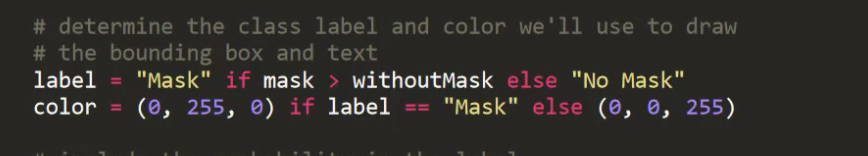 # determine the class label and color we'll use to draw
# the bounding box and text
label = "Mask" if mask > withoutMask else "No Mask"
color = (0, 255, 0) if label == "Mask" else (0, 0, 255)